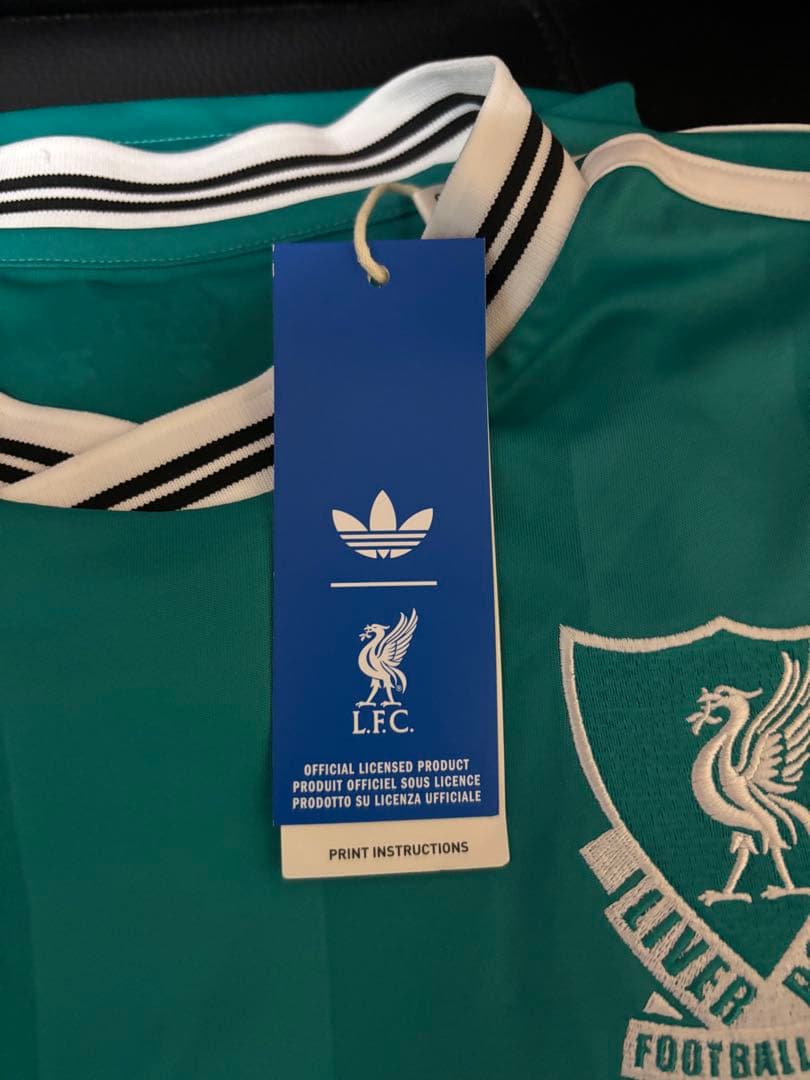 L.F.C.
OFFICIAL LICENSED PRODUCT
PRODUIT OFFICIEL SOUS LICENCE
PRODOTTO SU LICENZA UFFICIALE
PRINT INSTRUCTIONS
LIVER
FOOTBALL